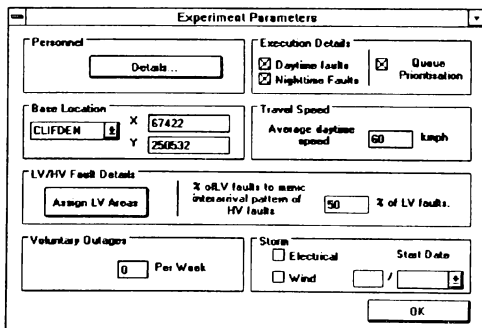 Experiment Parameters
Personnel
Details...
Execution Details
Daytime faults
Nighttime Faults
Queue
Prioritisation
Base Location
CLIFDEN
X 67422
Y 250532
Travel Speed
Average daytime
speed
60 kmph
LV/HV Fault Details
Assign LV Areas
% of LV faults to mimic
interarrival pattern of
HV faults
50 % of LV faults.
Voluntary Outages
0 Per Week
Storm
Electrical
Wind
Start Date
/
OK